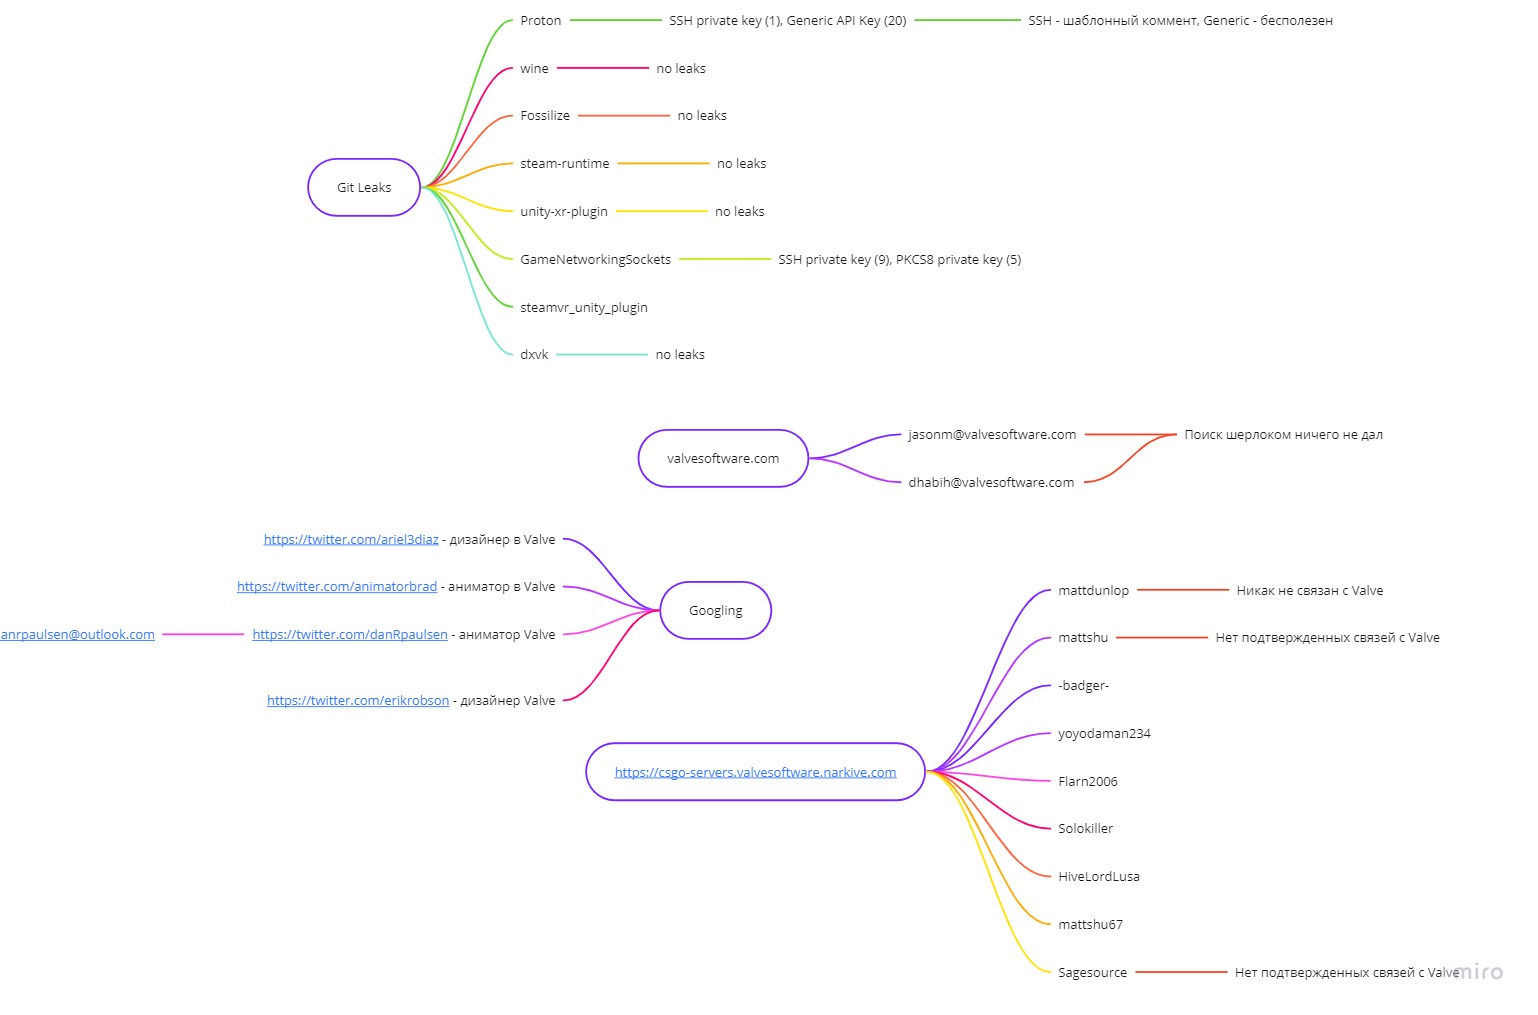 Git Leaks
Proton
SSH private key (1), Generic API Key (20)
SSH - шаблонный коммент, Generic - бесполезен
wine
no leaks
Fossilize
no leaks
steam-runtime
no leaks
unity-xr-plugin
no leaks
GameNetworkingSockets
SSH private key (9), PKCS8 private key (5)
steamvr_unity_plugin
dxvk
no leaks
valvesoftware.com
jasonm@valvesoftware.com
dhabih@valvesoftware.com
Поиск шерлоком ничего не дал
Googling
https://twitter.com/ariel3diaz - дизайнер в Valve
https://twitter.com/animatorbrad - аниматор в Valve
anrpaulsen@outlook.com
https://twitter.com/danRpaulsen - аниматор Valve
https://twitter.com/erikrobson - дизайнер Valve
https://csgo-servers.valvesoftware.narkive.com
mattdunlop
Никак не связан с Valve
mattshu
Нет подтвержденных связей с Valve
-badger-
yoyodaman234
Flarn2006
Solokiller
HiveLordLusa
mattshu67
Sagesource
Нет подтвержденных связей с Valve
miro